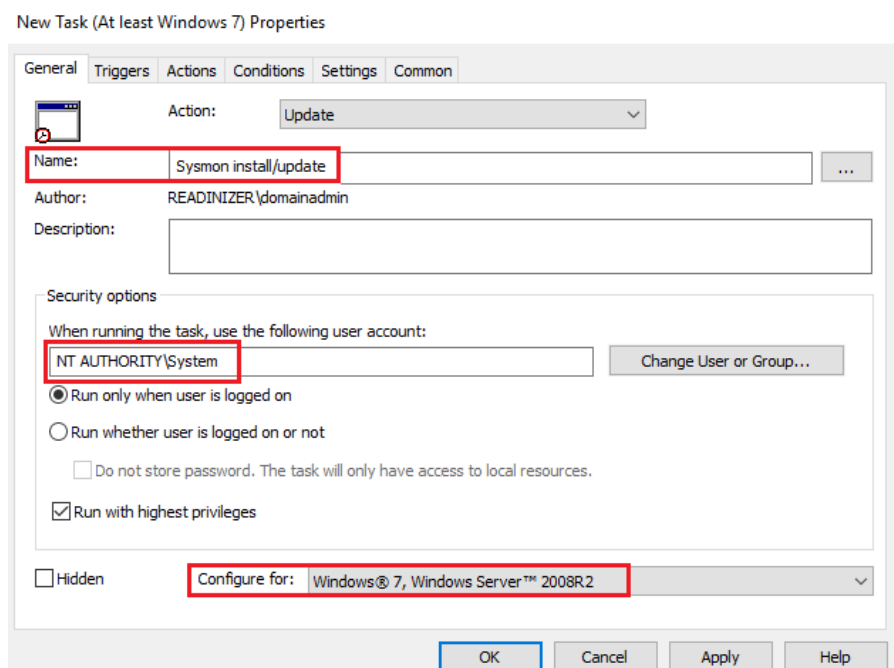 New Task (At least Windows 7) Properties
General Triggers Actions Conditions Settings Common
Action: Update
Name: Sysmon install/update ...
Author: READINIZER\domainadmin
Description:
Security options
When running the task, use the following user account:
NT AUTHORITY\System Change User or Group...
Run only when user is logged on
Run whether user is logged on or not
Do not store password. The task will only have access to local resources.
Run with highest privileges
Hidden Configure for: Windows® 7, Windows Server™ 2008R2
OK Cancel Apply Help